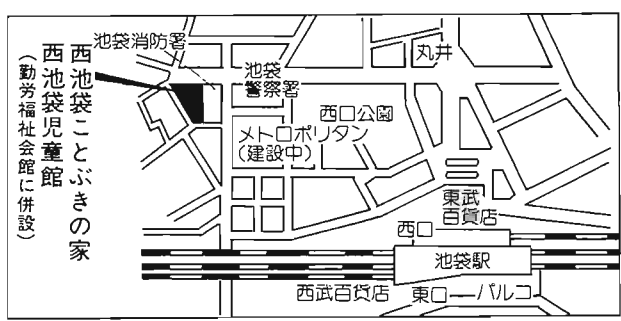 西池袋ことぶきの家
西池袋児童館
（勤労福祉会館に併設）
池袋消防署
池袋
警察署
丸井
西口公園
メトロポリタン
（建設中）
東武
百貨店
西口
池袋駅
西武百貨店
東口
パルコ